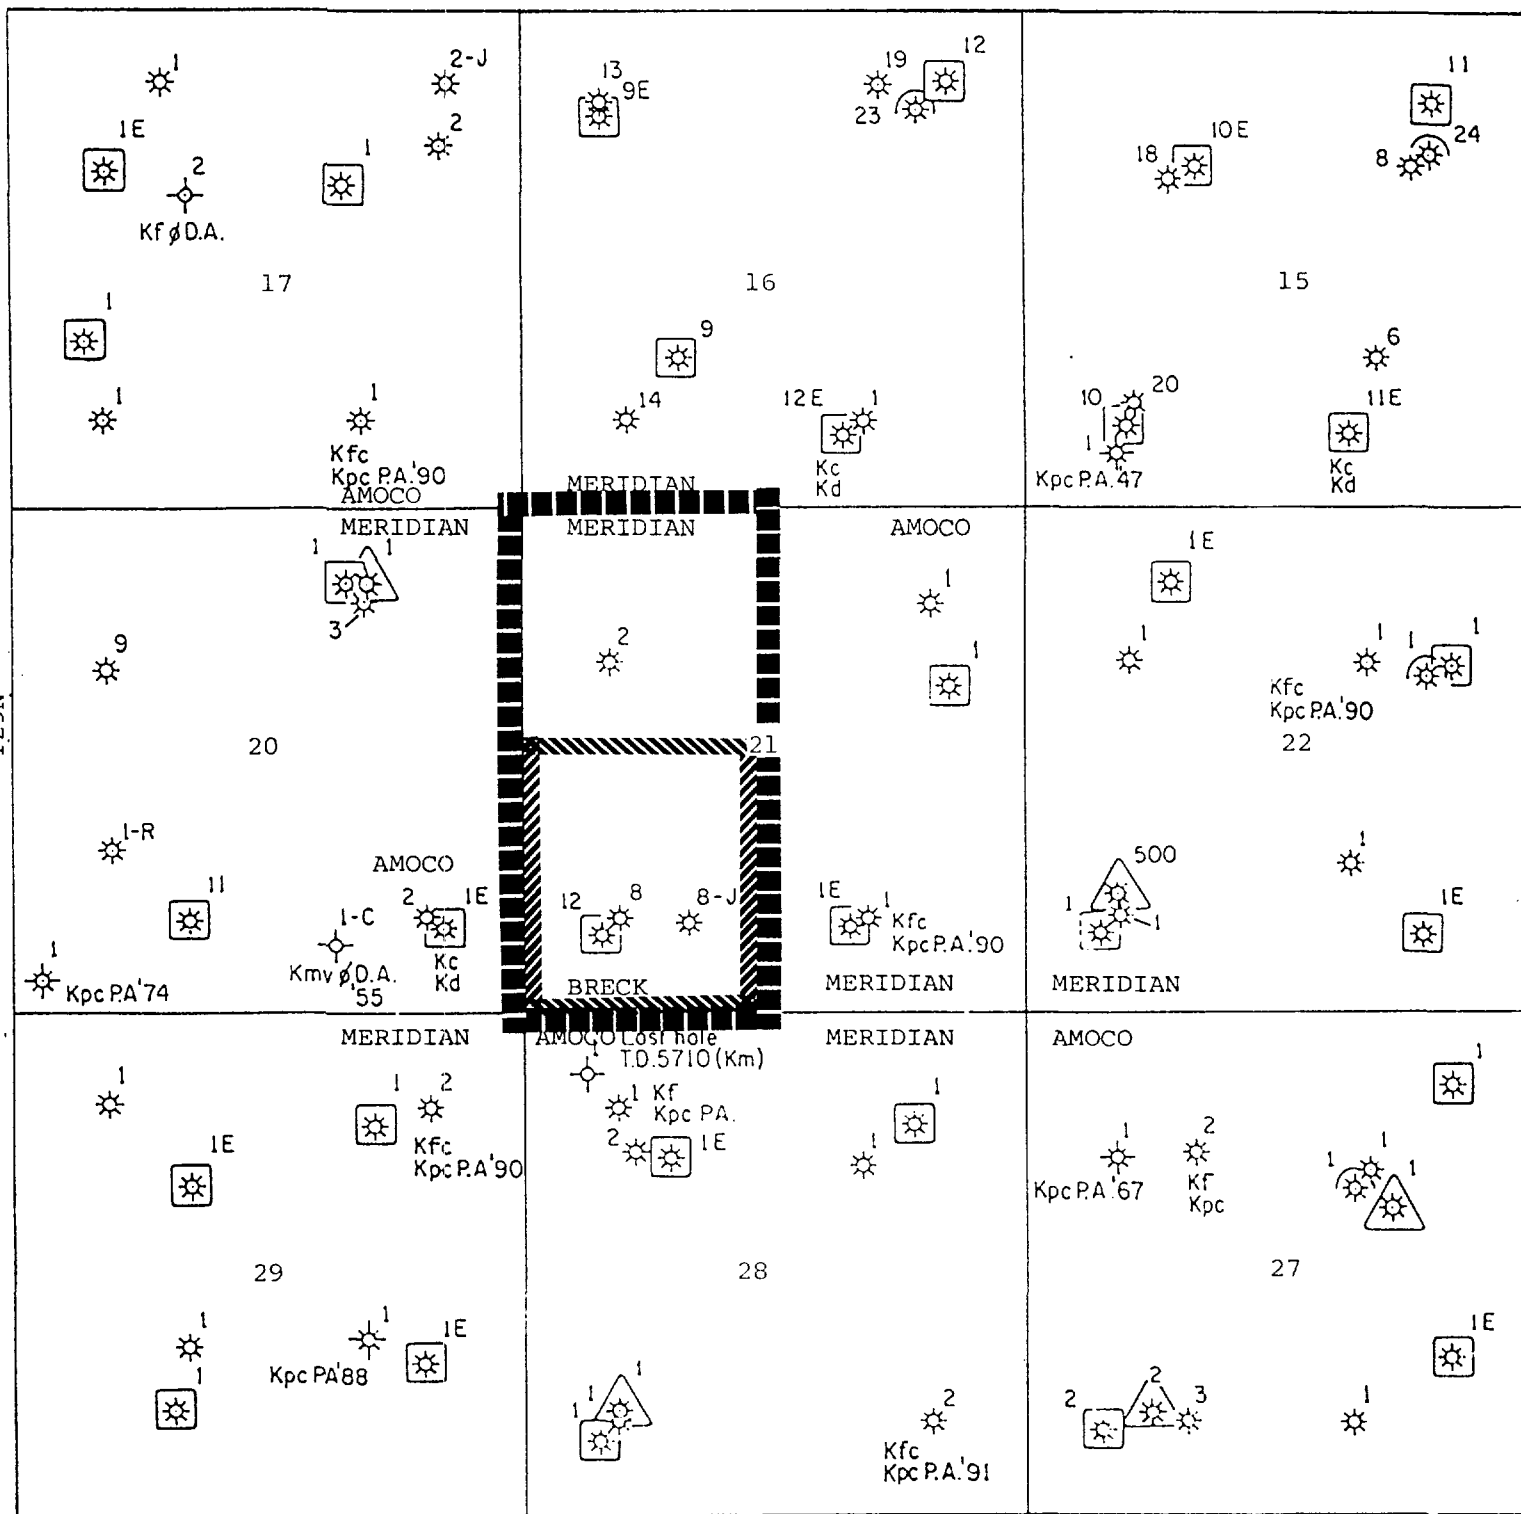 1
2-J
1E
2
1
2
Kf ø D.A.
17
1
1
1
Kfc
Kpc P.A.'90
AMOCO
13
9E
19
12
23
16
9
14
12E
1
Kc
Kd
MERIDIAN
11
10E
18
8
24
15
6
20
10
1
Kpc P.A.'47
11E
Kc
Kd
MERIDIAN
1
1
3
9
20
1-R
AMOCO
11
1-C
2
1E
1
Kpc P.A.'74
Kmv ø D.A.
'55
Kc
Kd
MERIDIAN
AMOCO
1
2
1
21
12
8
8-J
1E
1
Kfc
Kpc P.A.'90
BRECK
MERIDIAN
1E
1
1
1
1
Kfc
Kpc P.A.'90
22
500
1
1
1
1E
MERIDIAN
MERIDIAN
1
1
2
1E
Kfc
Kpc P.A.'90
29
1
1
1
1E
Kpc P.A.'88
AMOCO Lost hole
T.D. 5710 (Km)
MERIDIAN
1
1
Kf
Kpc P.A.
2
1E
1
1
28
1
1
2
Kfc
Kpc P.A.'91
AMOCO
1
1
2
1
1
1
Kpc P.A.'67
Kf
Kpc
27
1E
2
2
3
1